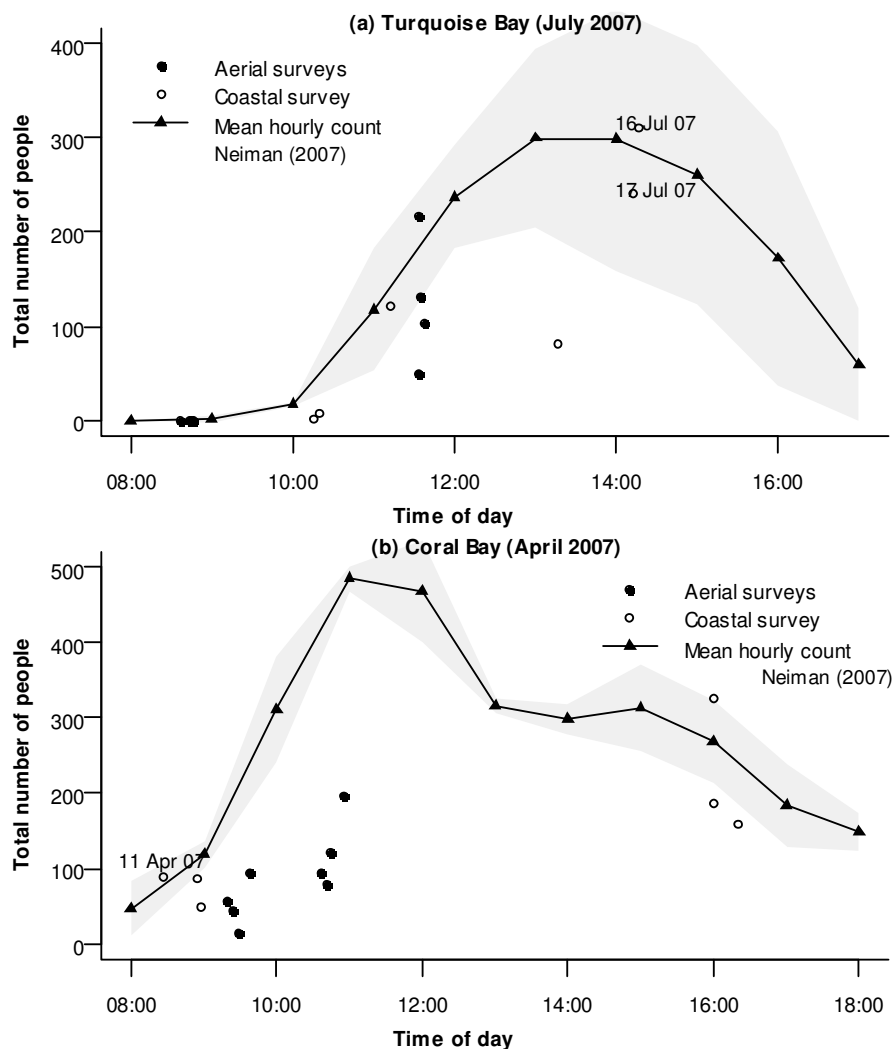 (a) Turquoise Bay (July 2007)
400
300
200
100
0
Total number of people
Aerial surveys
Coastal survey
Mean hourly count
Neiman (2007)
16 Jul 07
17 Jul 07
08:00 10:00 12:00 14:00 16:00
Time of day
(b) Coral Bay (April 2007)
500
400
300
200
100
0
Total number of people
Aerial surveys
Coastal survey
Mean hourly count
Neiman (2007)
11 Apr 07
08:00 10:00 12:00 14:00 16:00 18:00
Time of day